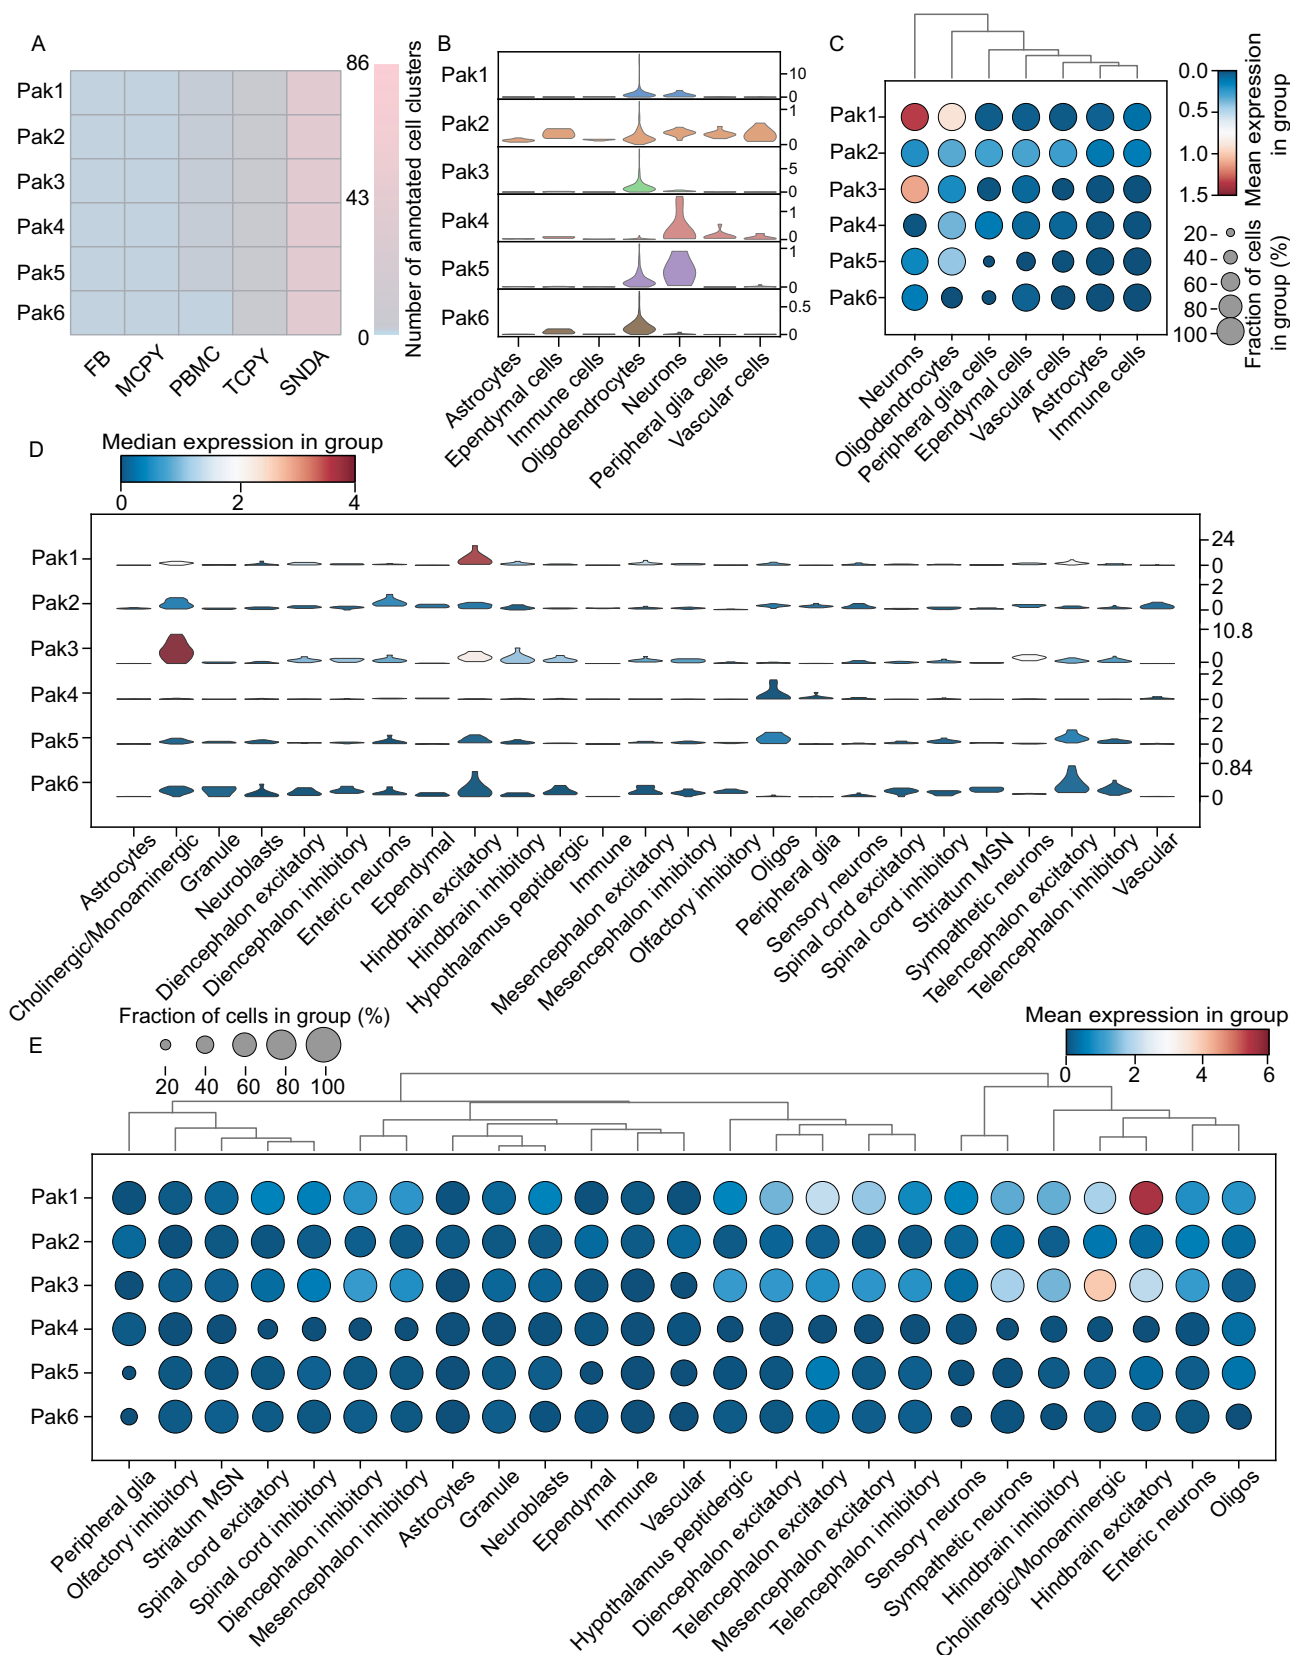 A
Pak1
Pak2
Pak3
Pak4
Pak5
Pak6
FB
MCPY
PBMC
TCPY
SNDA
86
43
0
Number of annotated cell clusters
B
Pak1
10
0
Pak2
1
0
Pak3
5
0
Pak4
1
0
Pak5
1
0
Pak6
0.5
0
Astrocytes
Ependymal cells
Immune cells
Oligodendrocytes
Neurons
Peripheral glia cells
Vascular cells
C
Pak1
Pak2
Pak3
Pak4
Pak5
Pak6
Neurons
Oligodendrocytes
Peripheral glia cells
Ependymal cells
Vascular cells
Astrocytes
Immune cells
0.0
0.5
1.0
1.5
Mean expression
in group
20
40
60
80
100
Fraction of cells
in group (%)
D
Median expression in group
0
2
4
Pak1
24
0
Pak2
2
0
Pak3
10.8
0
Pak4
2
0
Pak5
2
0
Pak6
0.84
0
Astrocytes
Cholinergic/Monoaminergic
Granule
Neuroblasts
Diencephalon excitatory
Diencephalon inhibitory
Enteric neurons
Ependymal
Hindbrain excitatory
Hindbrain inhibitory
Hypothalamus peptidergic
Immune
Mesencephalon excitatory
Mesencephalon inhibitory
Olfactory inhibitory
Oligos
Peripheral glia
Sensory neurons
Spinal cord excitatory
Spinal cord inhibitory
Striatum MSN
Sympathetic neurons
Telencephalon excitatory
Telencephalon inhibitory
Vascular
E
Fraction of cells in group (%)
20
40
60
80
100
Mean expression in group
0
2
4
6
Pak1
Pak2
Pak3
Pak4
Pak5
Pak6
Peripheral glia
Olfactory inhibitory
Striatum MSN
Spinal cord excitatory
Spinal cord inhibitory
Diencephalon inhibitory
Mesencephalon inhibitory
Astrocytes
Granule
Neuroblasts
Ependymal
Immune
Vascular
Hypothalamus peptidergic
Diencephalon excitatory
Telencephalon excitatory
Mesencephalon excitatory
Telencephalon inhibitory
Sensory neurons
Sympathetic neurons
Hindbrain inhibitory
Cholinergic/Monoaminergic
Hindbrain excitatory
Enteric neurons
Oligos